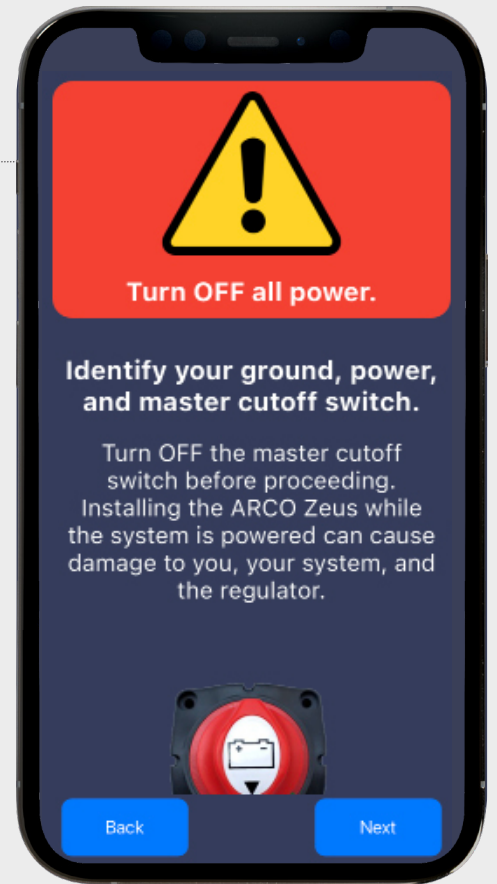 Turn OFF all power.
Identify your ground, power,
and master cutoff switch.
Turn OFF the master cutoff
switch before proceeding.
Installing the ARCO Zeus while
the system is powered can cause
damage to you, your system, and
the regulator.
Back
Next